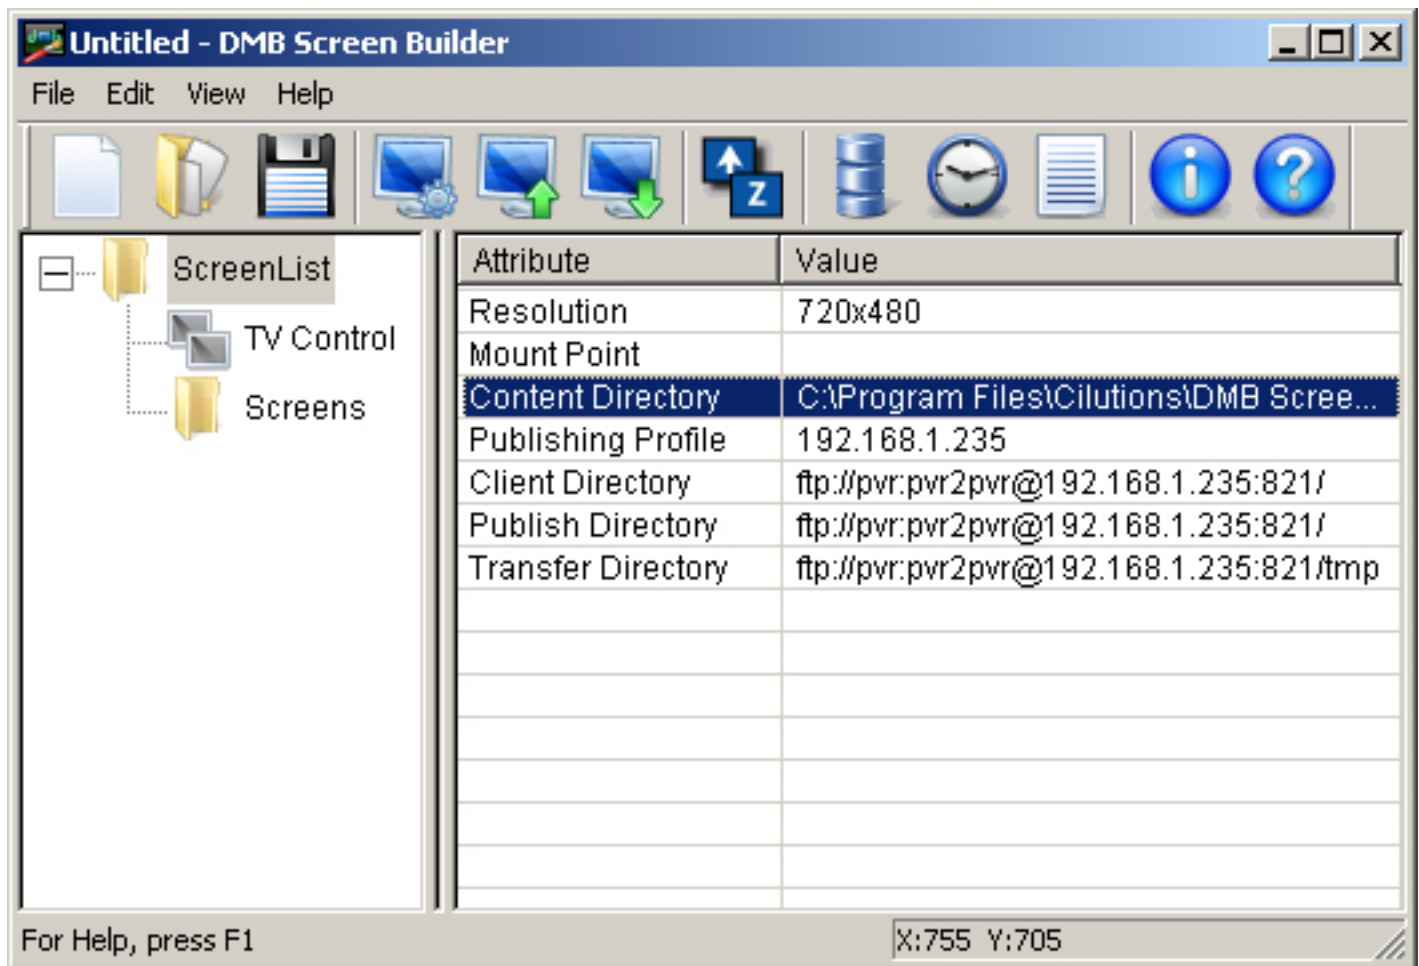 Untitled - DMB Screen Builder
File Edit View Help
Z
ScreenList
TV Control
Screens
Attribute Value
Resolution 720x480
Mount Point
Content Directory C:\Program Files\Cilutions\DMB Scree...
Publishing Profile 192.168.1.235
Client Directory ftp://pvr:pvr2pvr@192.168.1.235:821/
Publish Directory ftp://pvr:pvr2pvr@192.168.1.235:821/
Transfer Directory ftp://pvr:pvr2pvr@192.168.1.235:821/tmp
For Help, press F1 X:755 Y:705